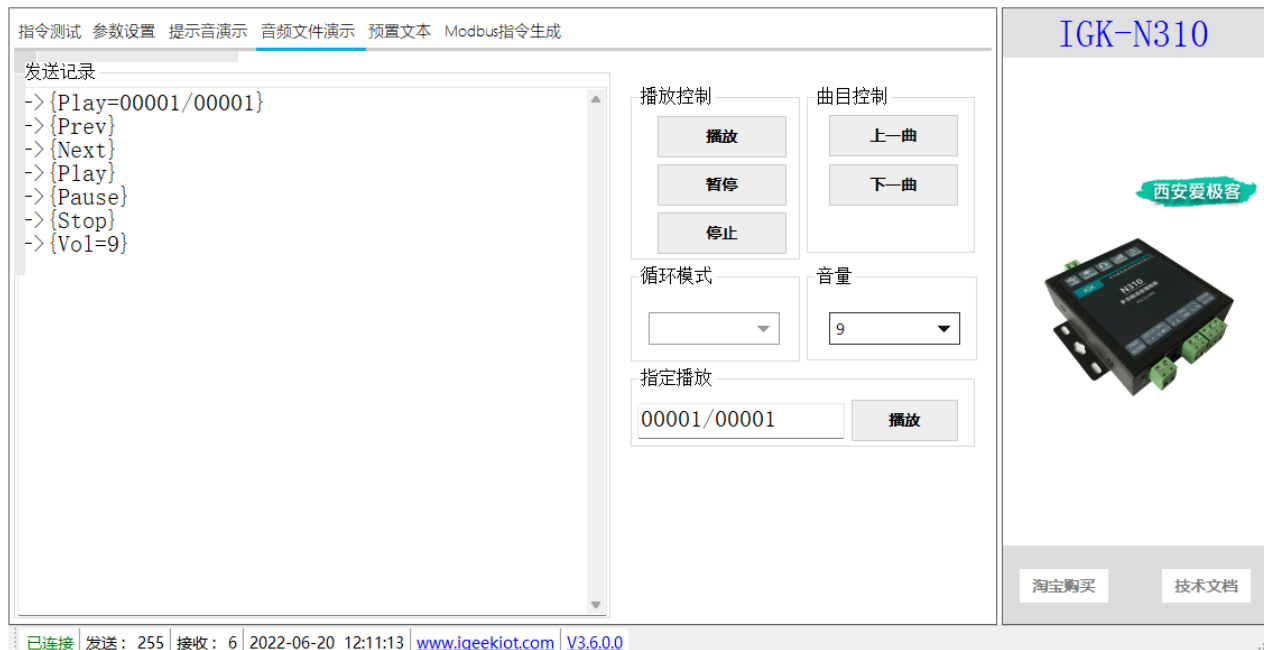 指令测试 参数设置 提示音演示 音频文件演示 预置文本 Modbus指令生成
发送记录
->{Play=00001/00001}
->{Prev}
->{Next}
->{Play}
->{Pause}
->{Stop}
->{Vol=9}
播放控制
播放
暂停
停止
曲目控制
上一曲
下一曲
循环模式
音量
9
指定播放
00001/00001
播放
IGK-N310
西安爱极客
IGK
N310
淘宝购买
技术文档
已连接 发送: 255 接收: 6 2022-06-20 12:11:13 www.igeekiot.com V3.6.0.0